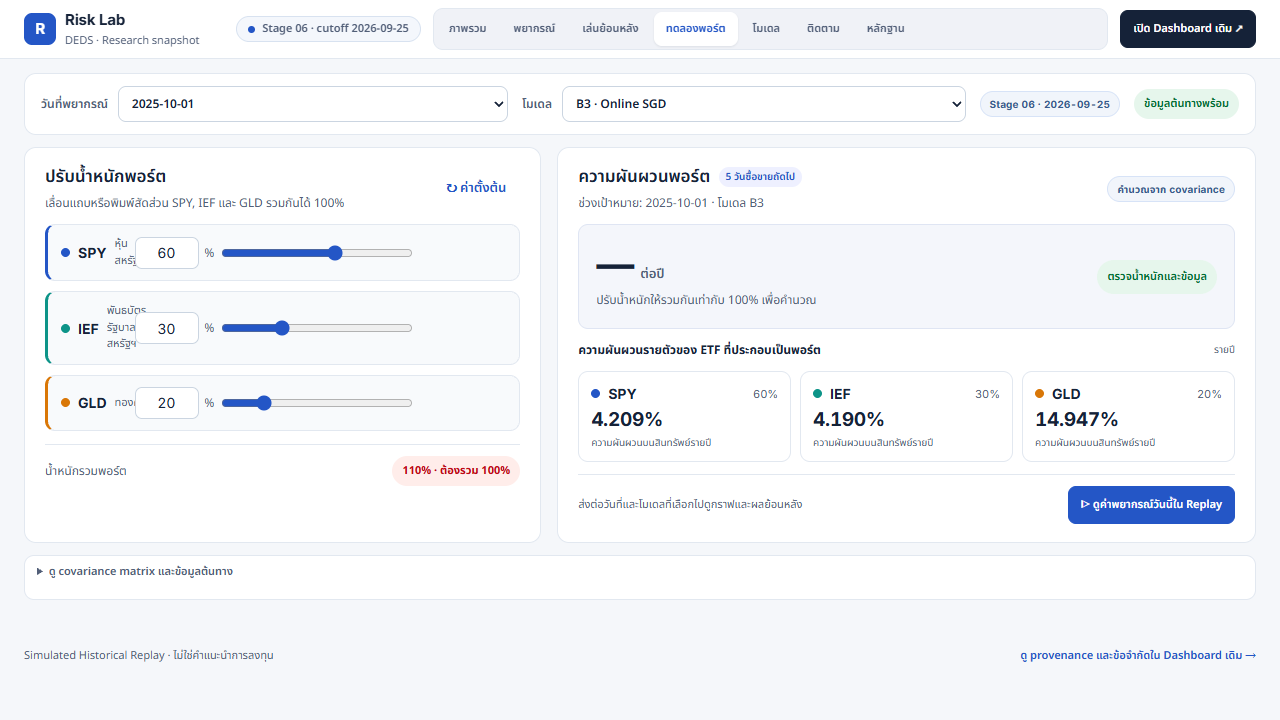 R
Risk Lab
DEDS · Research snapshot
Stage 06 · cutoff 2026-09-25
ภาพรวม
พยากรณ์
เล่นย้อนหลัง
ทดลองพอร์ต
โมเดล
ติดตาม
หลักฐาน
เปิด Dashboard เดิม ↗
วันที่พยากรณ์
2025-10-01
โมเดล
B3 · Online SGD
Stage 06 · 2026-09-25
ข้อมูลต้นทางพร้อม
ปรับน้ำหนักพอร์ต
เลื่อนแถบหรือพิมพ์สัดส่วน SPY, IEF และ GLD รวมกันได้ 100%
↻ ค่าตั้งต้น
SPY
หุ้น
สหรัฐ
60 %
IEF
พันธบัตร
รัฐบาล
สหรัฐฯ
30 %
GLD
20 %
น้ำหนักรวมพอร์ต
110% · ต้องรวม 100%
ความผันผวนพอร์ต
5 วันซื้อขายถัดไป
ช่วงเป้าหมาย: 2025-10-01 · โมเดล B3
คำนวณจาก covariance
— ต่อปี
ปรับน้ำหนักให้รวมกันเท่ากับ 100% เพื่อคำนวณ
ตรวจน้ำหนักและข้อมูล
ความผันผวนรายตัวของ ETF ที่ประกอบเป็นพอร์ต
รายปี
SPY 60%
4.209%
ความผันผวนบนสินทรัพย์รายปี
IEF 30%
4.190%
ความผันผวนบนสินทรัพย์รายปี
GLD 20%
14.947%
ความผันผวนบนสินทรัพย์รายปี
ส่งต่อวันที่และโมเดลที่เลือกไปดูกราฟและผลย้อนหลัง
▷ ดูค่าพยากรณ์วันนี้ใน Replay
▶ ดู covariance matrix และข้อมูลต้นทาง
Simulated Historical Replay · ไม่ใช่คำแนะนำการลงทุน
ดู provenance และข้อจำกัดใน Dashboard เดิม →